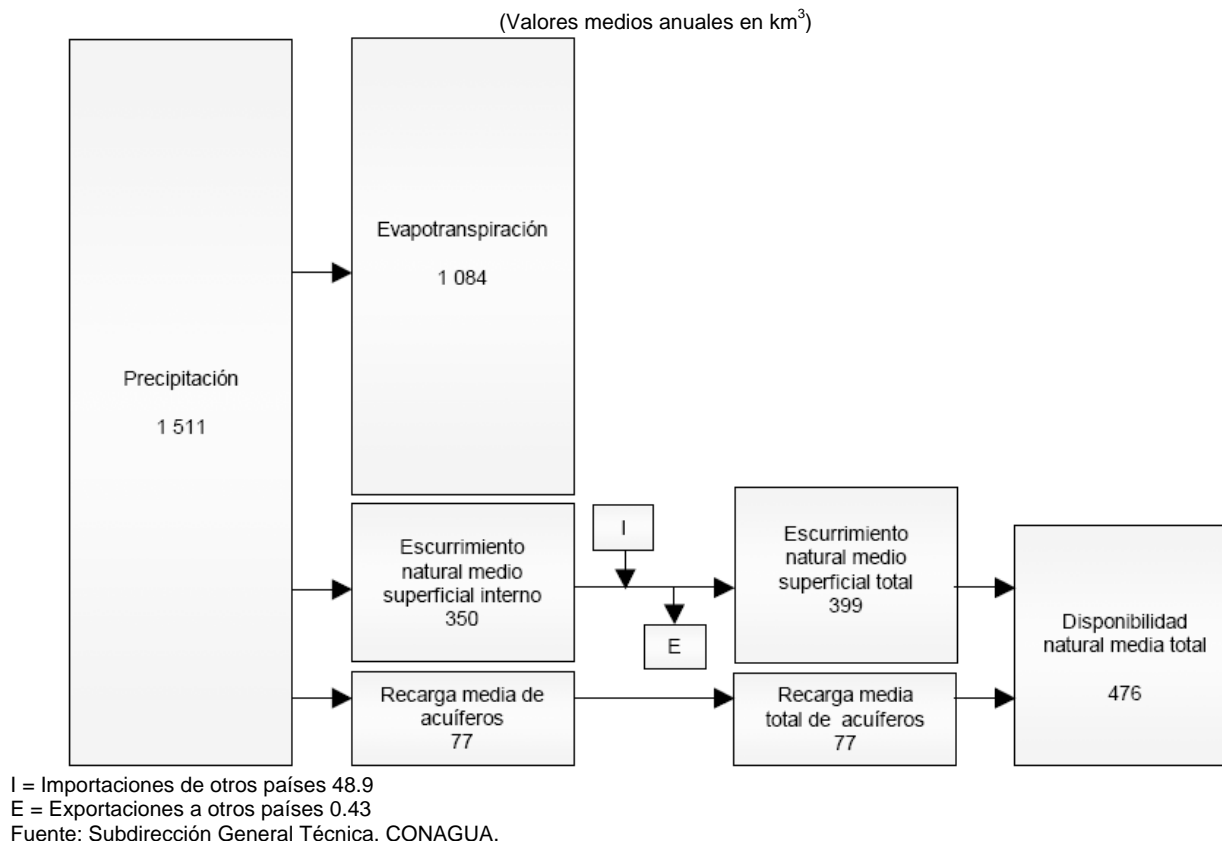 (Valores medios anuales en km³)
Precipitación
1 511
Evapotranspiración
1 084
Escurrimiento
natural medio
superficial interno
350
Recarga media de
acuíferos
77
I
E
Escurrimiento
natural medio
superficial total
399
Recarga media
total de acuíferos
77
Disponibilidad
natural media total
476
I = Importaciones de otros países 48.9
E = Exportaciones a otros países 0.43
Fuente: Subdirección General Técnica. CONAGUA.